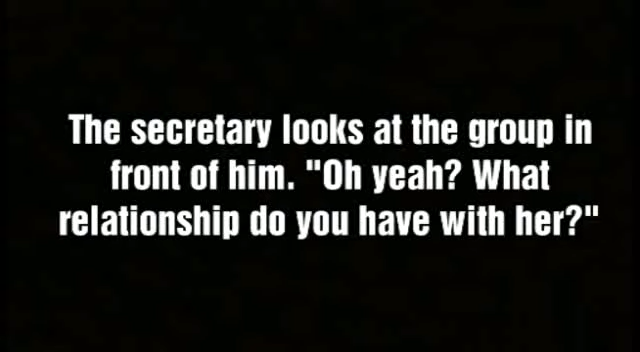 The secretary looks at the group in
front of him. "Oh yeah? What
relationship do you have with her?"